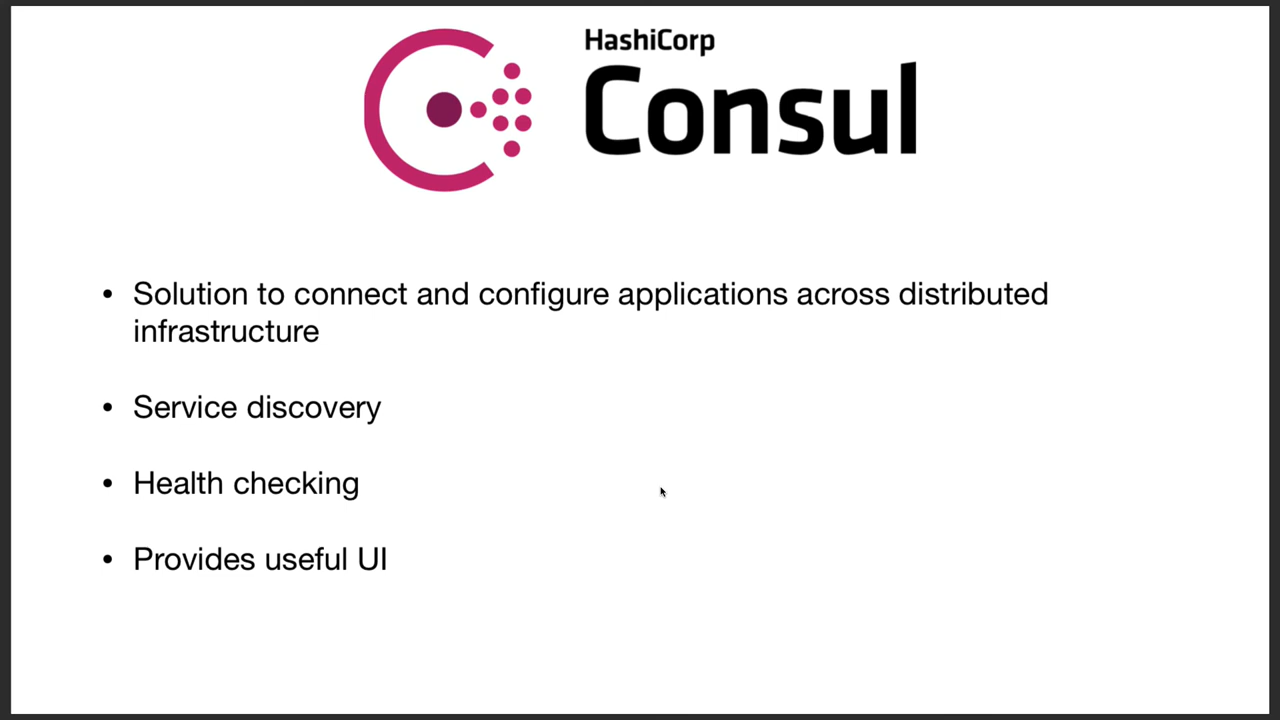 HashiCorp
Consul
• Solution to connect and configure applications across distributed
infrastructure
• Service discovery
• Health checking
• Provides useful UI